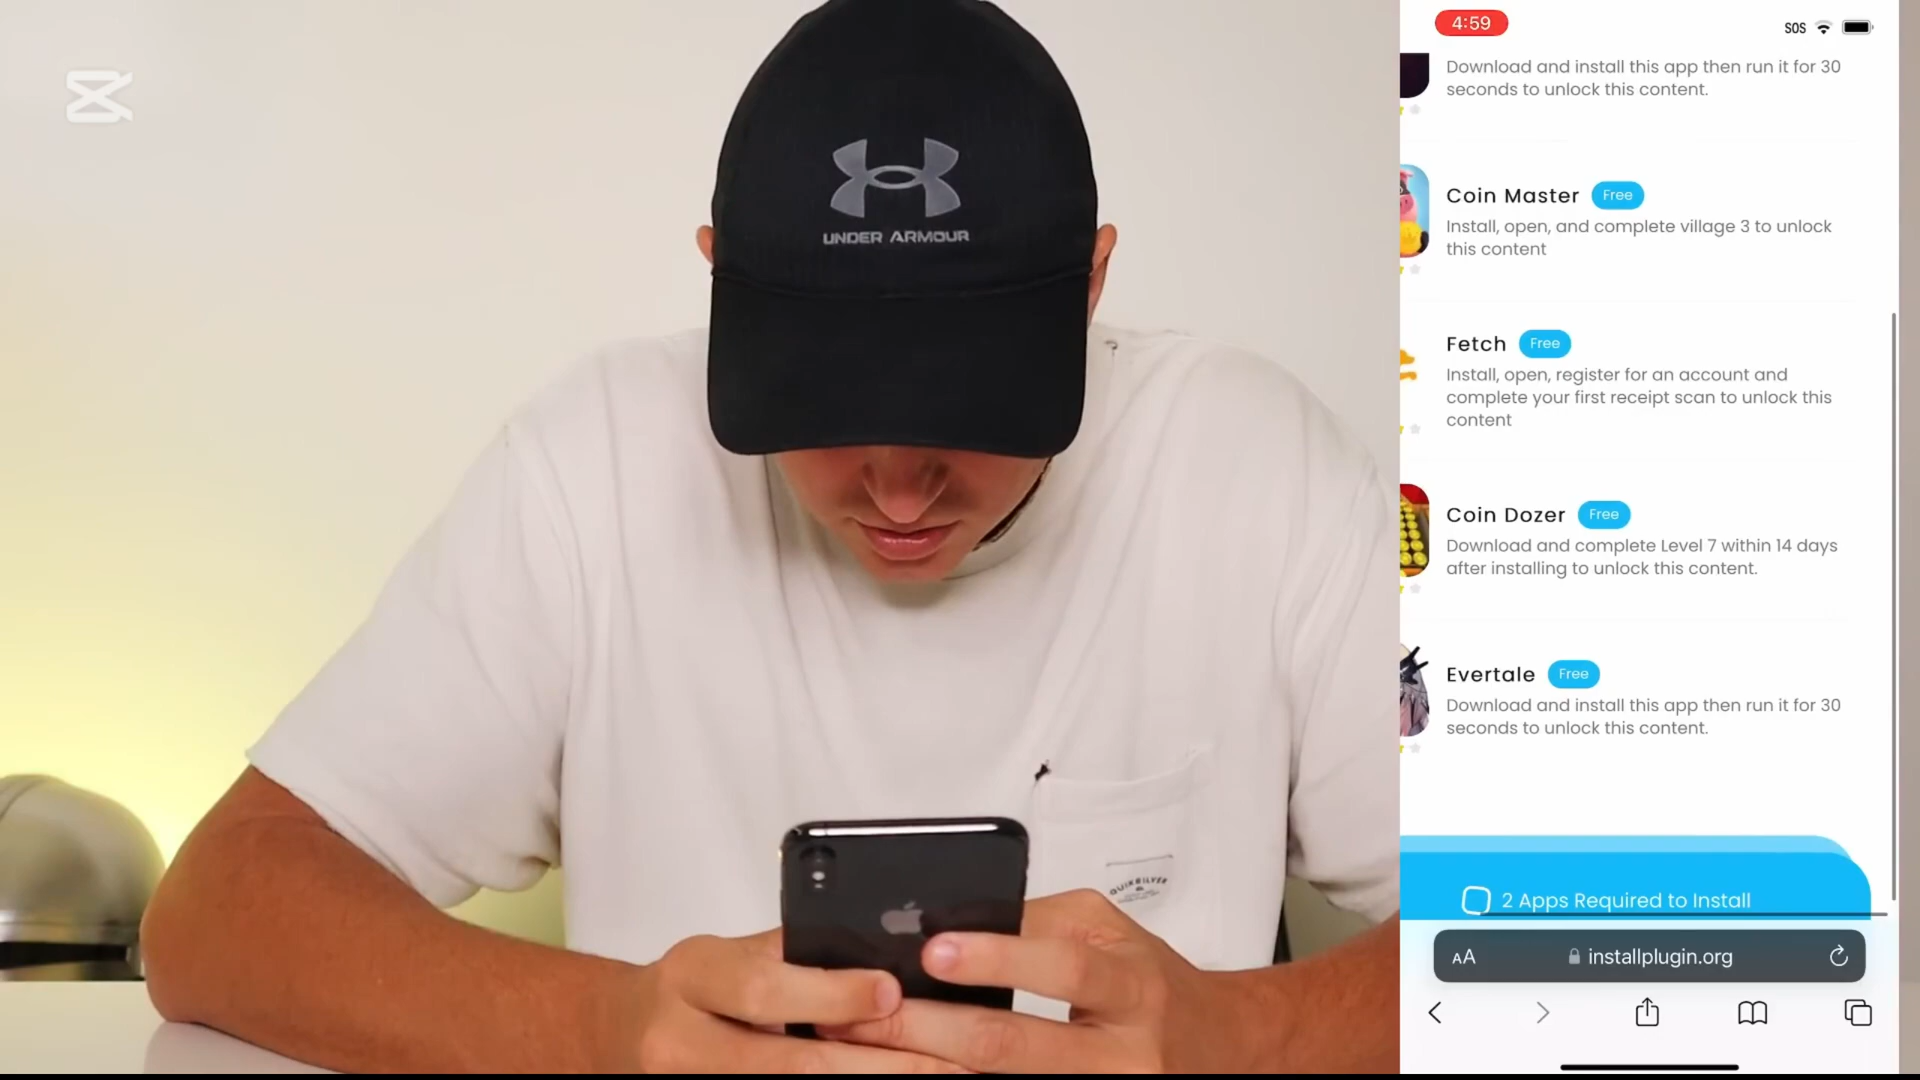 UNDER ARMOUR
QUIKSILVER
4:59
SOS
Download and install this app then run it for 30
seconds to unlock this content.
Coin Master Free
Install, open, and complete village 3 to unlock
this content
Fetch Free
Install, open, register for an account and
complete your first receipt scan to unlock this
content
Coin Dozer Free
Download and complete Level 7 within 14 days
after installing to unlock this content.
Evertale Free
Download and install this app then run it for 30
seconds to unlock this content.
2 Apps Required to Install
AA installplugin.org